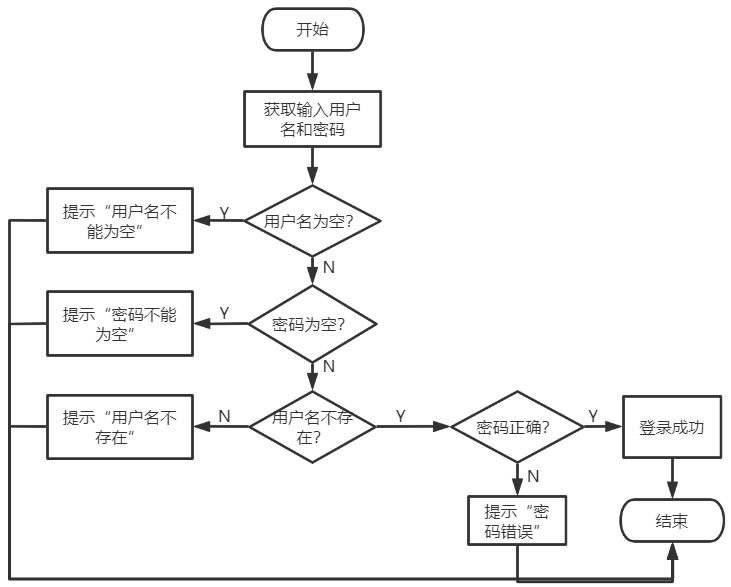 开始
获取输入用户
名和密码
提示“用户名不
能为空”
Y
用户名为空?
N
提示“密码不能
为空”
Y
密码为空?
N
提示“用户名不
存在”
N
用户名不存
在?
Y
密码正确?
Y
登录成功
N
提示“密
码错误”
结束